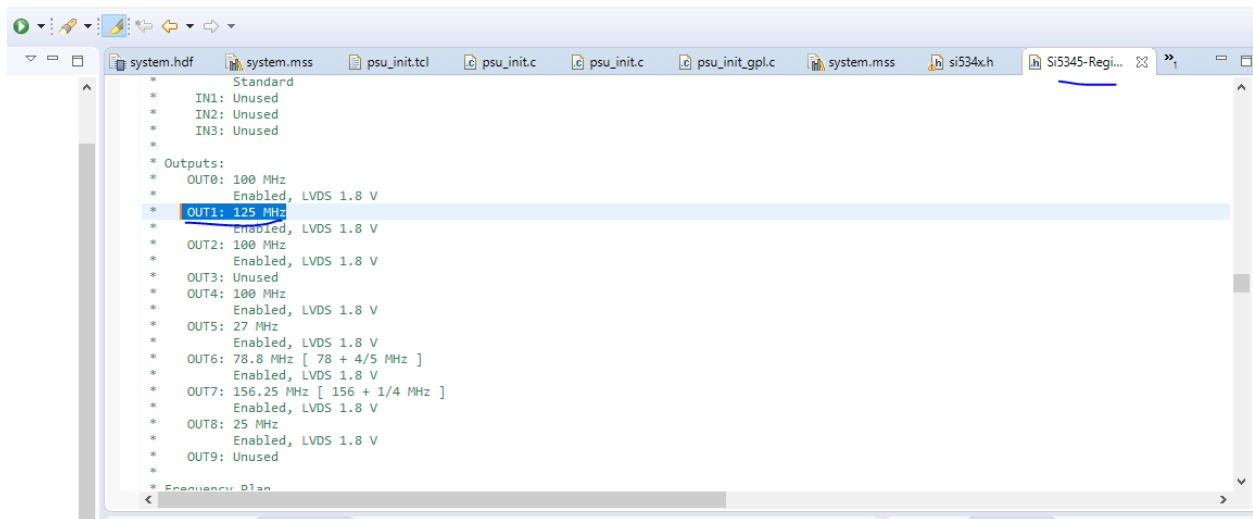 system.hdf system.mss psu_init.tcl psu_init.c psu_init.c psu_init_gpl.c system.mss si534x.h Si5345-Regi... »1
* Standard
* IN1: Unused
* IN2: Unused
* IN3: Unused
*
* Outputs:
* OUT0: 100 MHz
* Enabled, LVDS 1.8 V
* OUT1: 125 MHz
* Enabled, LVDS 1.8 V
* OUT2: 100 MHz
* Enabled, LVDS 1.8 V
* OUT3: Unused
* OUT4: 100 MHz
* Enabled, LVDS 1.8 V
* OUT5: 27 MHz
* Enabled, LVDS 1.8 V
* OUT6: 78.8 MHz [ 78 + 4/5 MHz ]
* Enabled, LVDS 1.8 V
* OUT7: 156.25 MHz [ 156 + 1/4 MHz ]
* Enabled, LVDS 1.8 V
* OUT8: 25 MHz
* Enabled, LVDS 1.8 V
* OUT9: Unused
*
* Frequency Plan